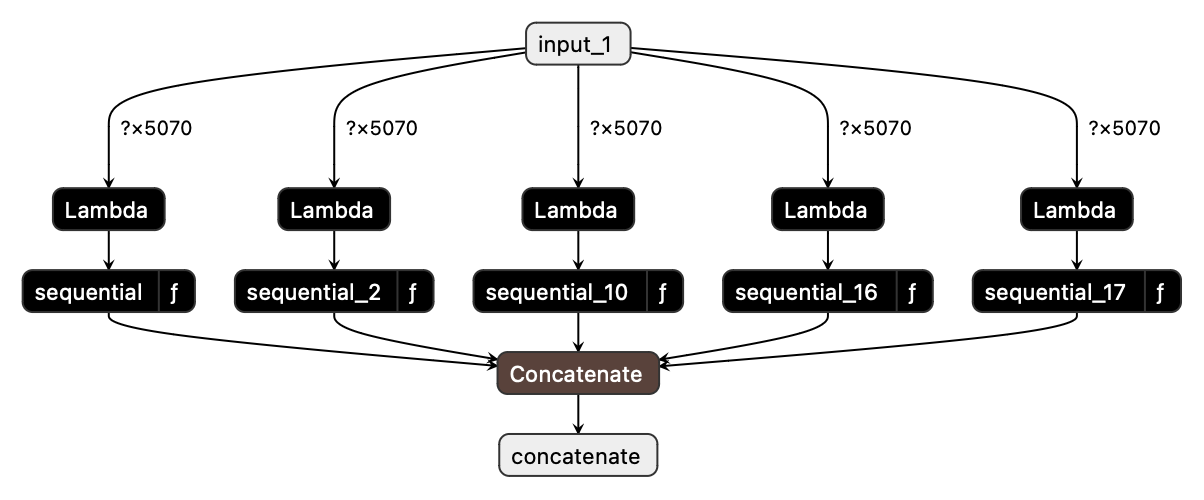 input_1
?×5070 ?×5070 ?×5070 ?×5070 ?×5070
Lambda Lambda Lambda Lambda Lambda
sequential ƒ sequential_2 ƒ sequential_10 ƒ sequential_16 ƒ sequential_17 ƒ
Concatenate
concatenate